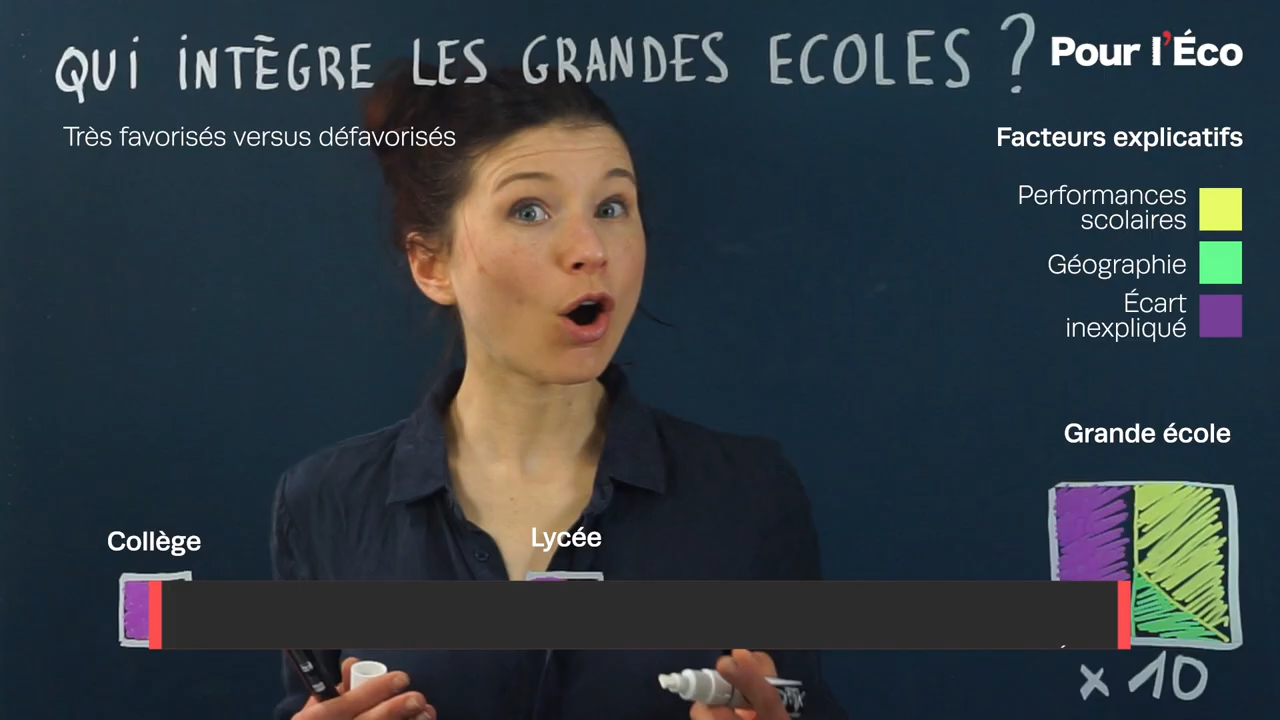 QUI INTÈGRE LES GRANDES ECOLES ?
Pour l'Éco
Très favorisés versus défavorisés
Facteurs explicatifs
Performances
scolaires
Géographie
Écart
inexpliqué
Grande école
Collège
Lycée
x 10